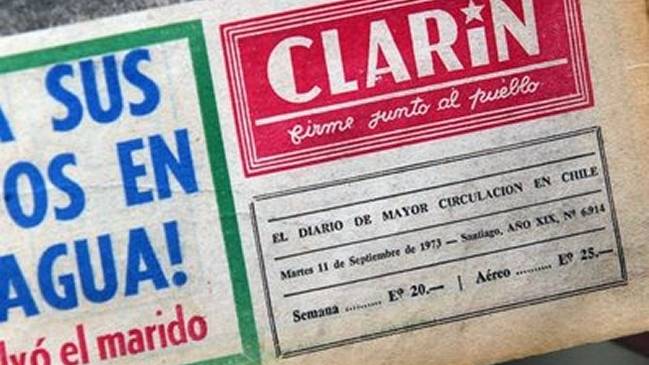 SUS
OS EN
AGUA!
lvó el marido
CLARiN
firme junto al pueblo
EL DIARIO DE MAYOR CIRCULACION EN CHILE
Martes 11 de Septiembre de 1973 — Santiago, AÑO XIX, Nº 6.914
Semana .......... Eº 20.— | Aéreo .......... Eº 25.—